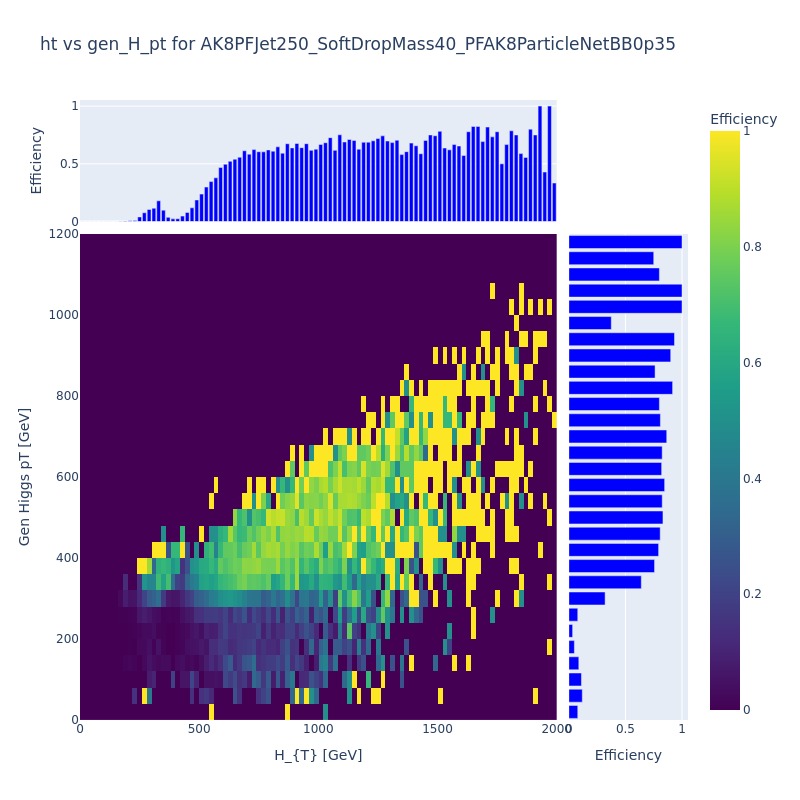 ht vs gen_H_pt for AK8PFJet250_SoftDropMass40_PFAK8ParticleNetBB0p35
Efficiency
1
0.5
0
Efficiency
1
0.8
0.6
0.4
0.2
0
Gen Higgs pT [GeV]
1200
1000
800
600
400
200
0
0 500 1000 1500 2000
H_{T} [GeV]
0 0.5 1
Efficiency